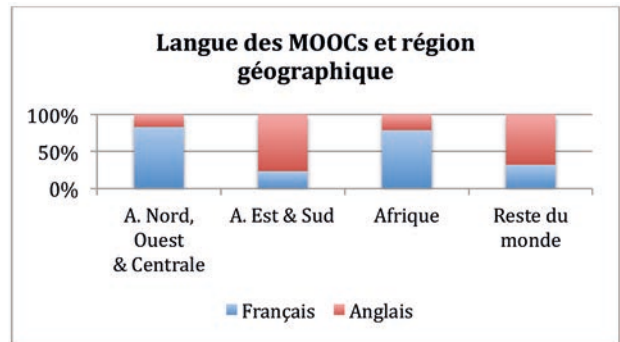 Langue des MOOCs et région
géographique
100%
50%
0%
A. Nord,
Ouest
& Centrale
A. Est & Sud
Afrique
Reste du
monde
Français
Anglais